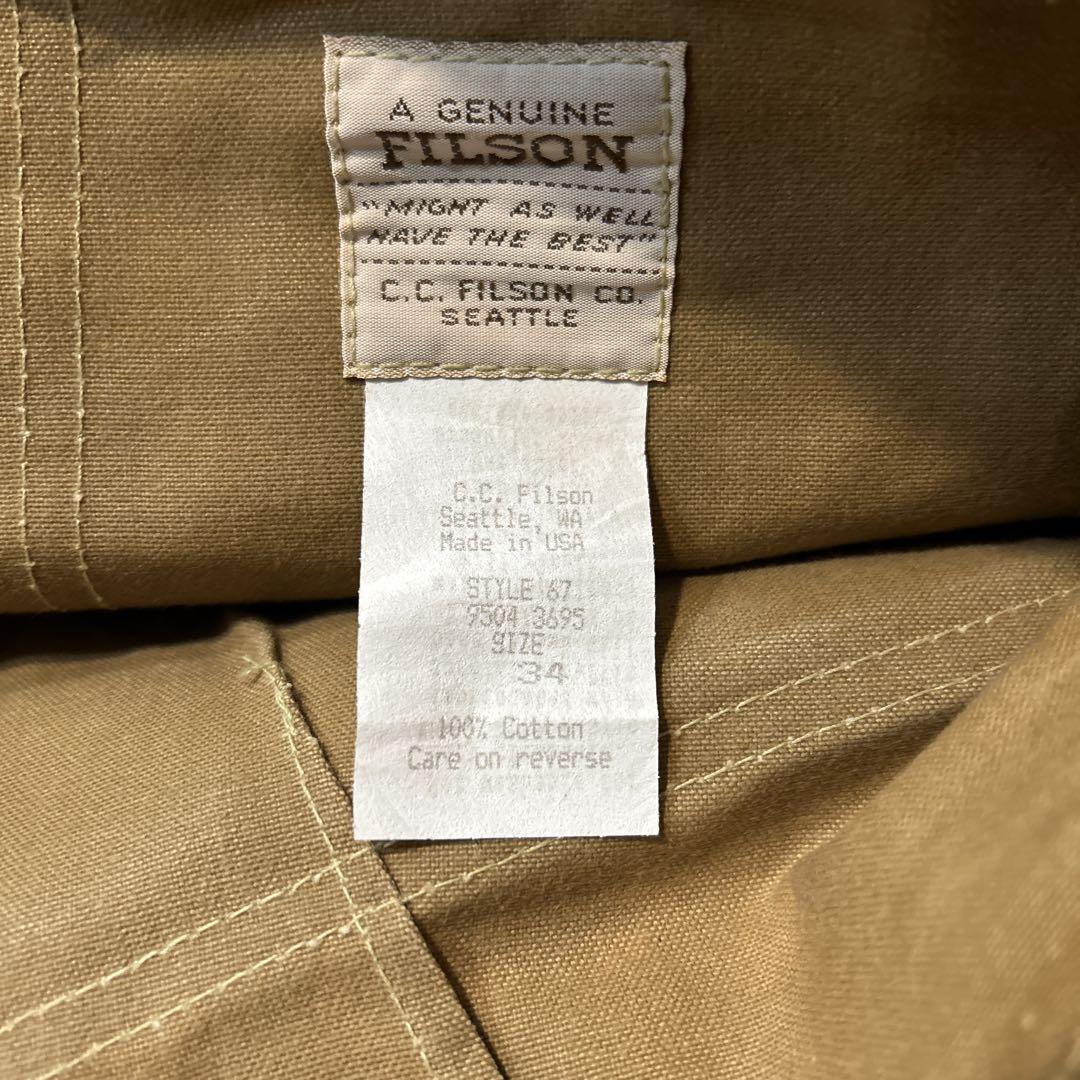 A GENUINE
FILSON
"MIGHT AS WELL
HAVE THE BEST"
C.C. FILSON CO.
SEATTLE
C.C. Filson
Seattle, WA
Made in USA
STYLE 67
9504 3695
SIZE
34
100% Cotton
Care on reverse